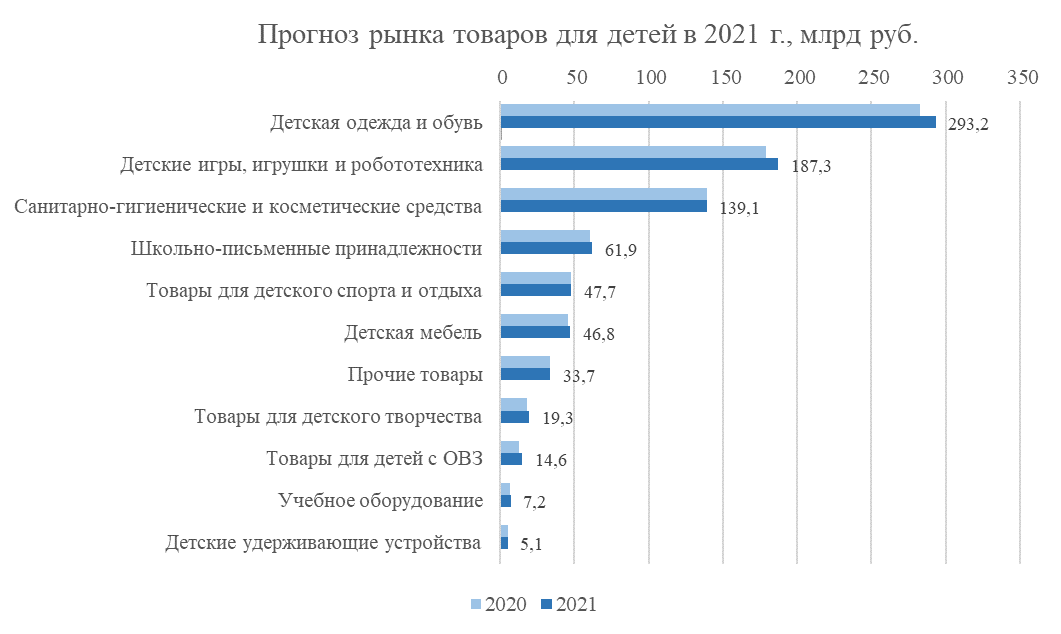 Прогноз рынка товаров для детей в 2021 г., млрд руб.
0 50 100 150 200 250 300 350
Детская одежда и обувь 293,2
Детские игры, игрушки и робототехника 187,3
Санитарно-гигиенические и косметические средства 139,1
Школьно-письменные принадлежности 61,9
Товары для детского спорта и отдыха 47,7
Детская мебель 46,8
Прочие товары 33,7
Товары для детского творчества 19,3
Товары для детей с ОВЗ 14,6
Учебное оборудование 7,2
Детские удерживающие устройства 5,1
2020 2021